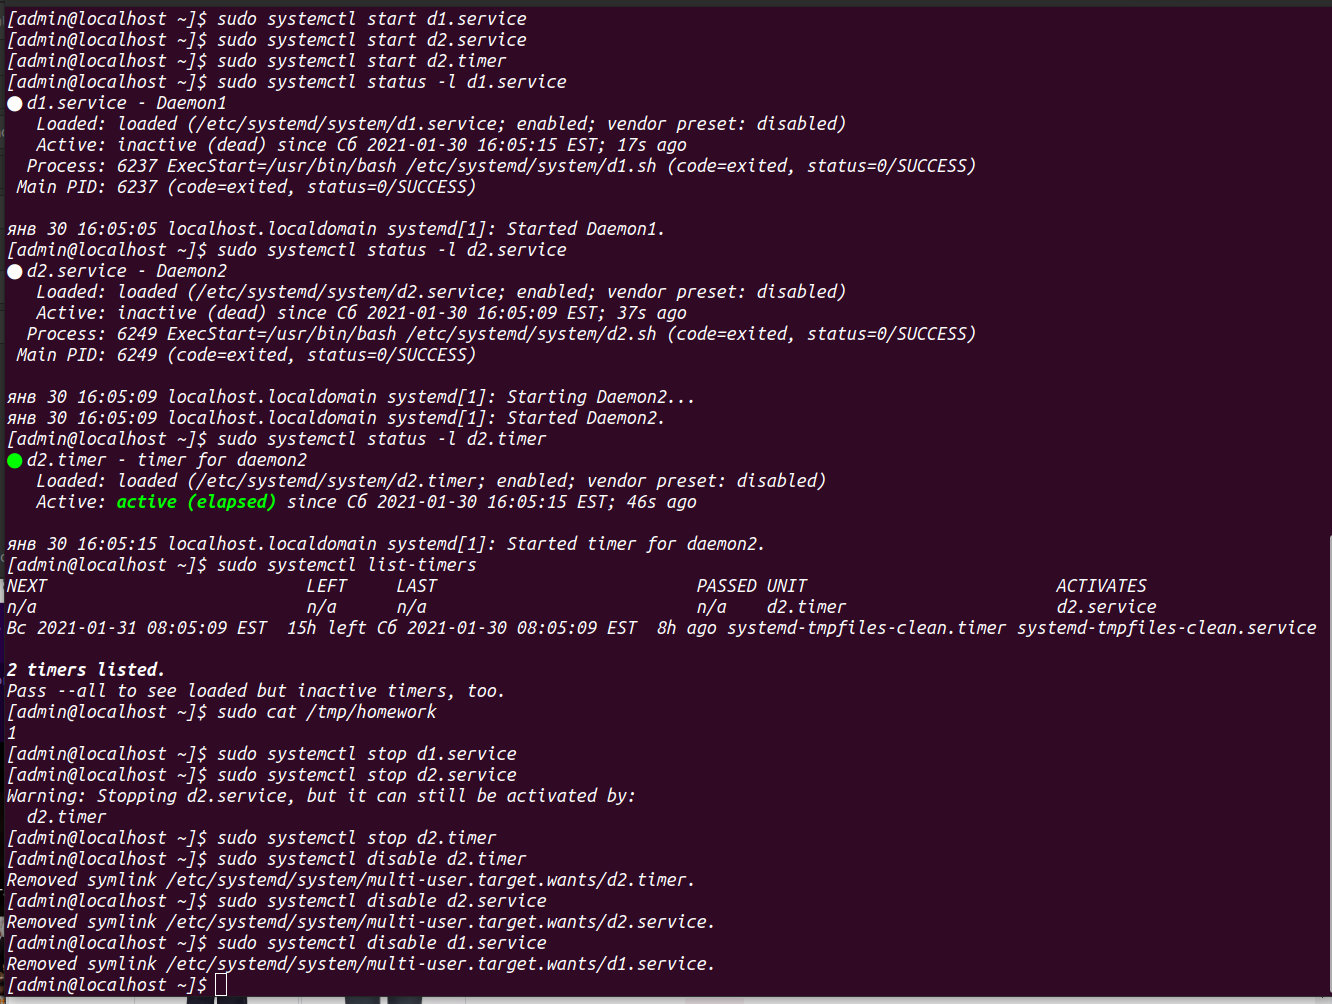 [admin@localhost ~]$ sudo systemctl start d1.service
[admin@localhost ~]$ sudo systemctl start d2.service
[admin@localhost ~]$ sudo systemctl start d2.timer
[admin@localhost ~]$ sudo systemctl status -l d1.service
● d1.service - Daemon1
   Loaded: loaded (/etc/systemd/system/d1.service; enabled; vendor preset: disabled)
   Active: inactive (dead) since Сб 2021-01-30 16:05:15 EST; 17s ago
  Process: 6237 ExecStart=/usr/bin/bash /etc/systemd/system/d1.sh (code=exited, status=0/SUCCESS)
 Main PID: 6237 (code=exited, status=0/SUCCESS)

янв 30 16:05:05 localhost.localdomain systemd[1]: Started Daemon1.
[admin@localhost ~]$ sudo systemctl status -l d2.service
● d2.service - Daemon2
   Loaded: loaded (/etc/systemd/system/d2.service; enabled; vendor preset: disabled)
   Active: inactive (dead) since Сб 2021-01-30 16:05:09 EST; 37s ago
  Process: 6249 ExecStart=/usr/bin/bash /etc/systemd/system/d2.sh (code=exited, status=0/SUCCESS)
 Main PID: 6249 (code=exited, status=0/SUCCESS)

янв 30 16:05:09 localhost.localdomain systemd[1]: Starting Daemon2...
янв 30 16:05:09 localhost.localdomain systemd[1]: Started Daemon2.
[admin@localhost ~]$ sudo systemctl status -l d2.timer
● d2.timer - timer for daemon2
   Loaded: loaded (/etc/systemd/system/d2.timer; enabled; vendor preset: disabled)
   Active: active (elapsed) since Сб 2021-01-30 16:05:15 EST; 46s ago

янв 30 16:05:15 localhost.localdomain systemd[1]: Started timer for daemon2.
[admin@localhost ~]$ sudo systemctl list-timers
NEXT                          LEFT     LAST                          PASSED UNIT                         ACTIVATES
n/a                           n/a      n/a                           n/a    d2.timer                     d2.service
Вс 2021-01-31 08:05:09 EST  15h left Сб 2021-01-30 08:05:09 EST  8h ago systemd-tmpfiles-clean.timer systemd-tmpfiles-clean.service

2 timers listed.
Pass --all to see loaded but inactive timers, too.
[admin@localhost ~]$ sudo cat /tmp/homework
1
[admin@localhost ~]$ sudo systemctl stop d1.service
[admin@localhost ~]$ sudo systemctl stop d2.service
Warning: Stopping d2.service, but it can still be activated by:
  d2.timer
[admin@localhost ~]$ sudo systemctl stop d2.timer
[admin@localhost ~]$ sudo systemctl disable d2.timer
Removed symlink /etc/systemd/system/multi-user.target.wants/d2.timer.
[admin@localhost ~]$ sudo systemctl disable d2.service
Removed symlink /etc/systemd/system/multi-user.target.wants/d2.service.
[admin@localhost ~]$ sudo systemctl disable d1.service
Removed symlink /etc/systemd/system/multi-user.target.wants/d1.service.
[admin@localhost ~]$